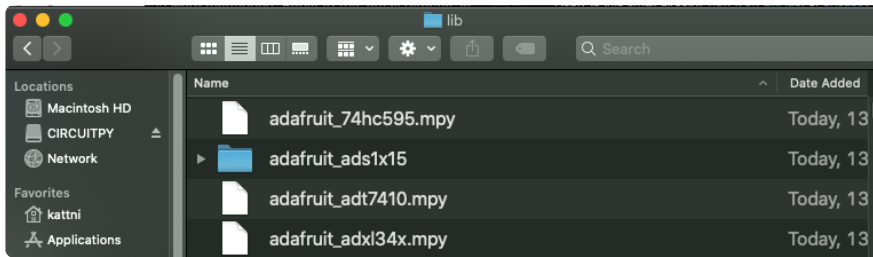 lib
Search
Locations
Macintosh HD
CIRCUITPY
Network
Favorites
kattni
Applications
Name
Date Added
adafruit_74hc595.mpy
Today, 13
adafruit_ads1x15
Today, 13
adafruit_adt7410.mpy
Today, 13
adafruit_adxl34x.mpy
Today, 13